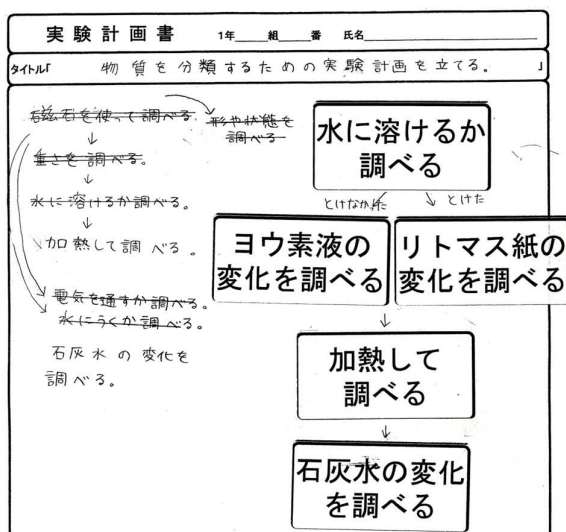 実験計画書 1年 組 番 氏名
タイトル「 物質を分類するための実験計画を立てる。 」
磁石を使って調べる
形や状態を
調べる
重さを調べる。
水に溶けるか調べる。
加熱して調べる。
電気を通すか調べる。
水にうくか調べる。
石灰水の変化を
調べる。
水に溶けるか
調べる
とけなかった
とけた
ヨウ素液の
変化を調べる
リトマス紙の
変化を調べる
加熱して
調べる
石灰水の変化
を調べる